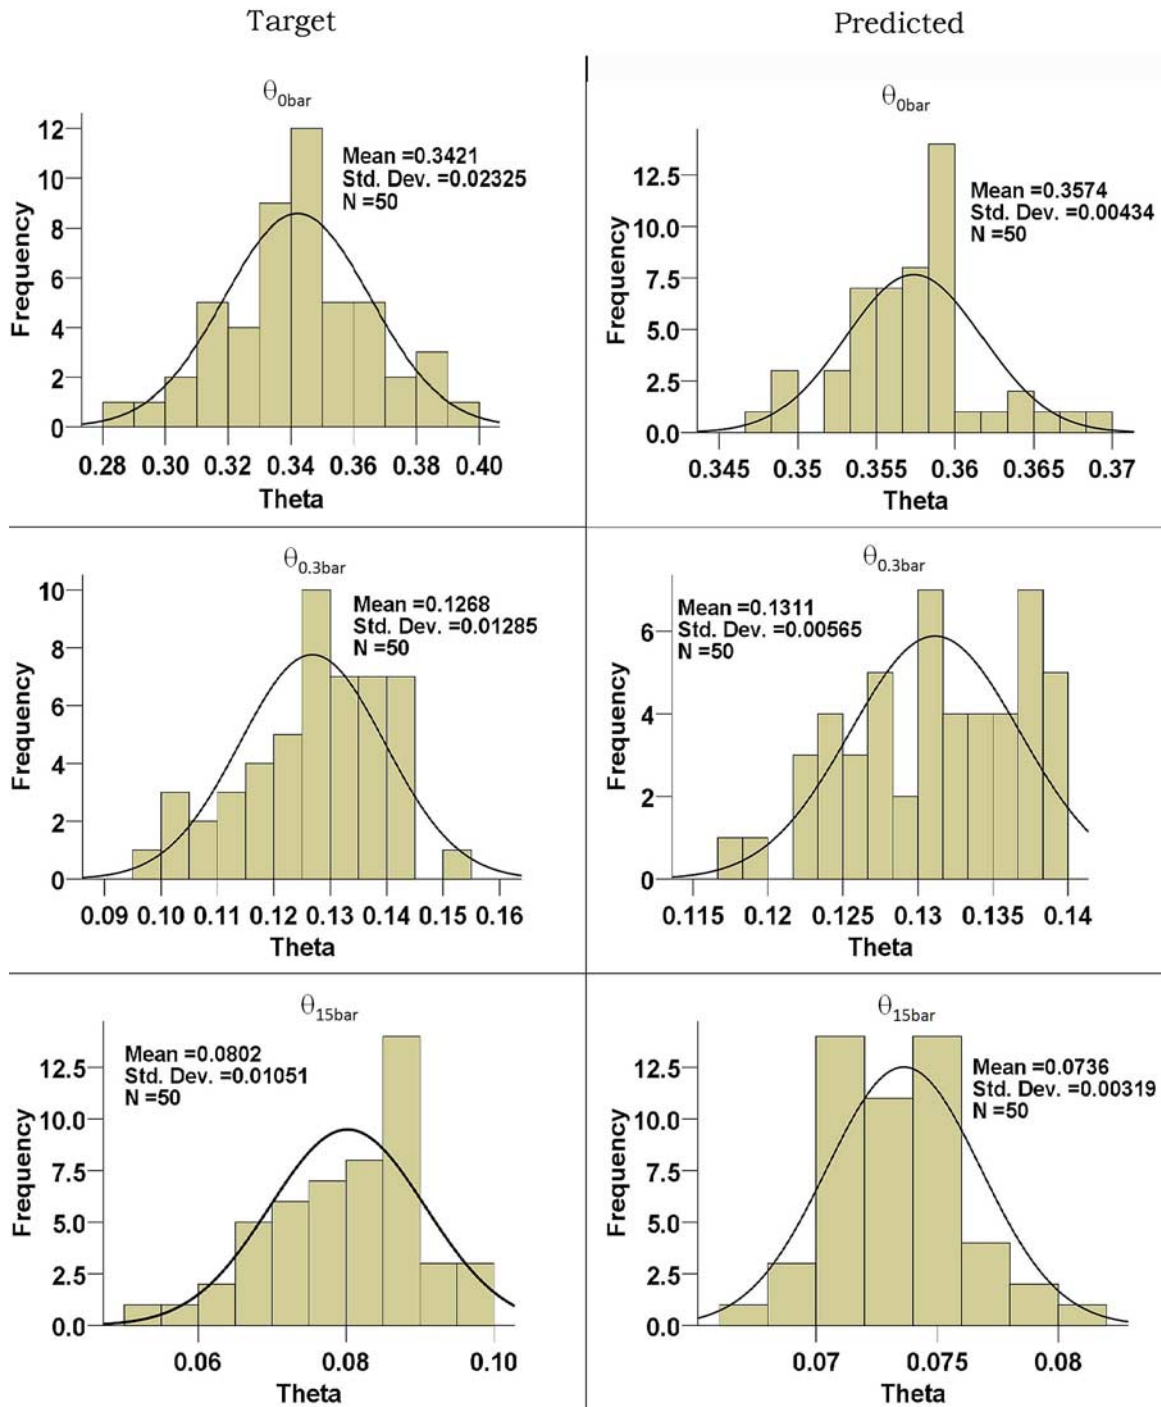 Target
Predicted
θ0bar
12
10
8
6
4
2
0
Frequency
Mean =0.3421
Std. Dev. =0.02325
N =50
0.28 0.30 0.32 0.34 0.36 0.38 0.40
Theta
θ0bar
12.5
10.0
7.5
5.0
2.5
0.0
Frequency
Mean =0.3574
Std. Dev. =0.00434
N =50
0.345 0.35 0.355 0.36 0.365 0.37
Theta
θ0.3bar
10
8
6
4
2
0
Frequency
Mean =0.1268
Std. Dev. =0.01285
N =50
0.09 0.10 0.11 0.12 0.13 0.14 0.15 0.16
Theta
θ0.3bar
6
4
2
0
Frequency
Mean =0.1311
Std. Dev. =0.00565
N =50
0.115 0.12 0.125 0.13 0.135 0.14
Theta
θ15bar
12.5
10.0
7.5
5.0
2.5
0.0
Frequency
Mean =0.0802
Std. Dev. =0.01051
N =50
0.06 0.08 0.10
Theta
θ15bar
12.5
10.0
7.5
5.0
2.5
0.0
Frequency
Mean =0.0736
Std. Dev. =0.00319
N =50
0.07 0.075 0.08
Theta